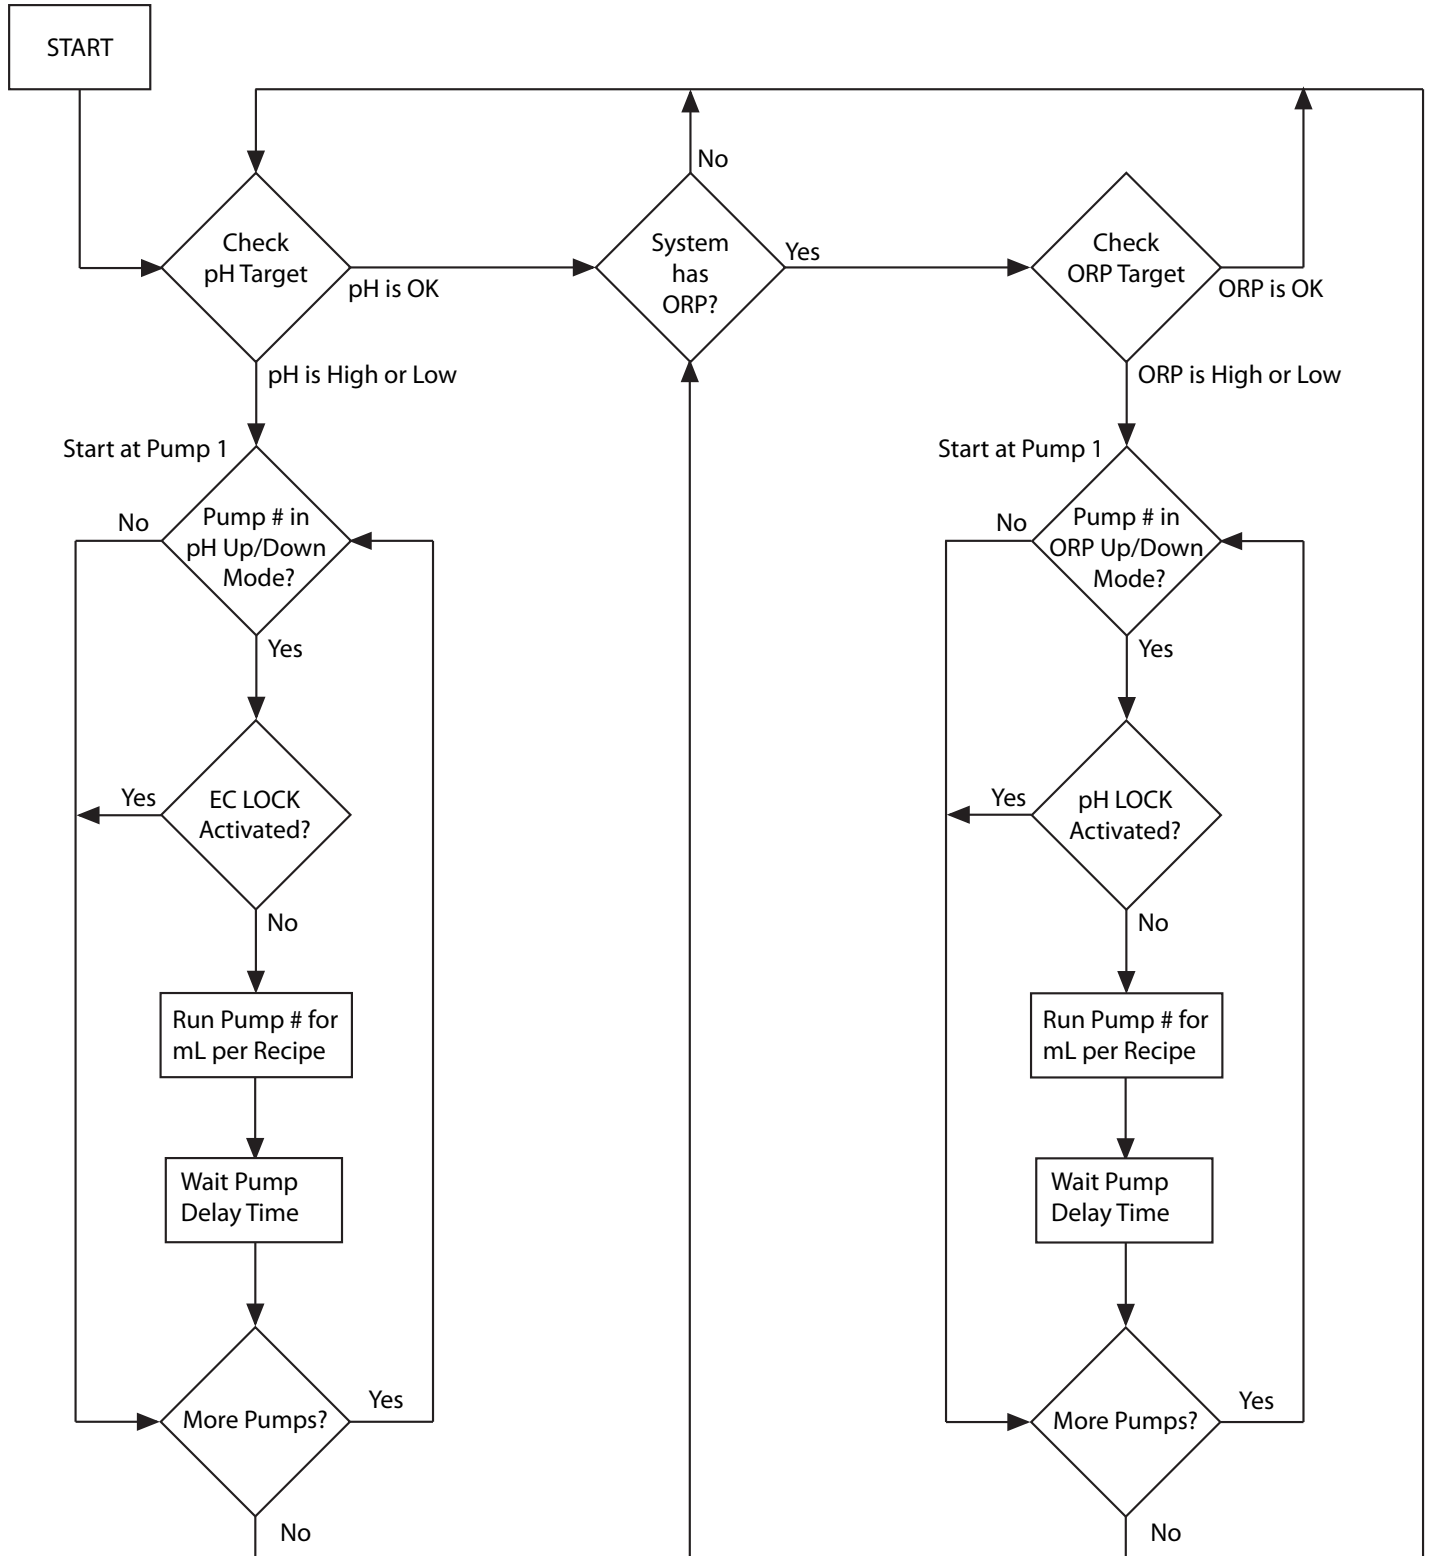 START
No
Check
pH Target
pH is OK
System
has
ORP?
Yes
Check
ORP Target
ORP is OK
pH is High or Low
ORP is High or Low
Start at Pump 1
No
Pump # in
pH Up/Down
Mode?
Yes
EC LOCK
Activated?
Yes
No
Run Pump # for
mL per Recipe
Wait Pump
Delay Time
More Pumps?
Yes
No
Start at Pump 1
No
Pump # in
ORP Up/Down
Mode?
Yes
pH LOCK
Activated?
Yes
No
Run Pump # for
mL per Recipe
Wait Pump
Delay Time
More Pumps?
Yes
No